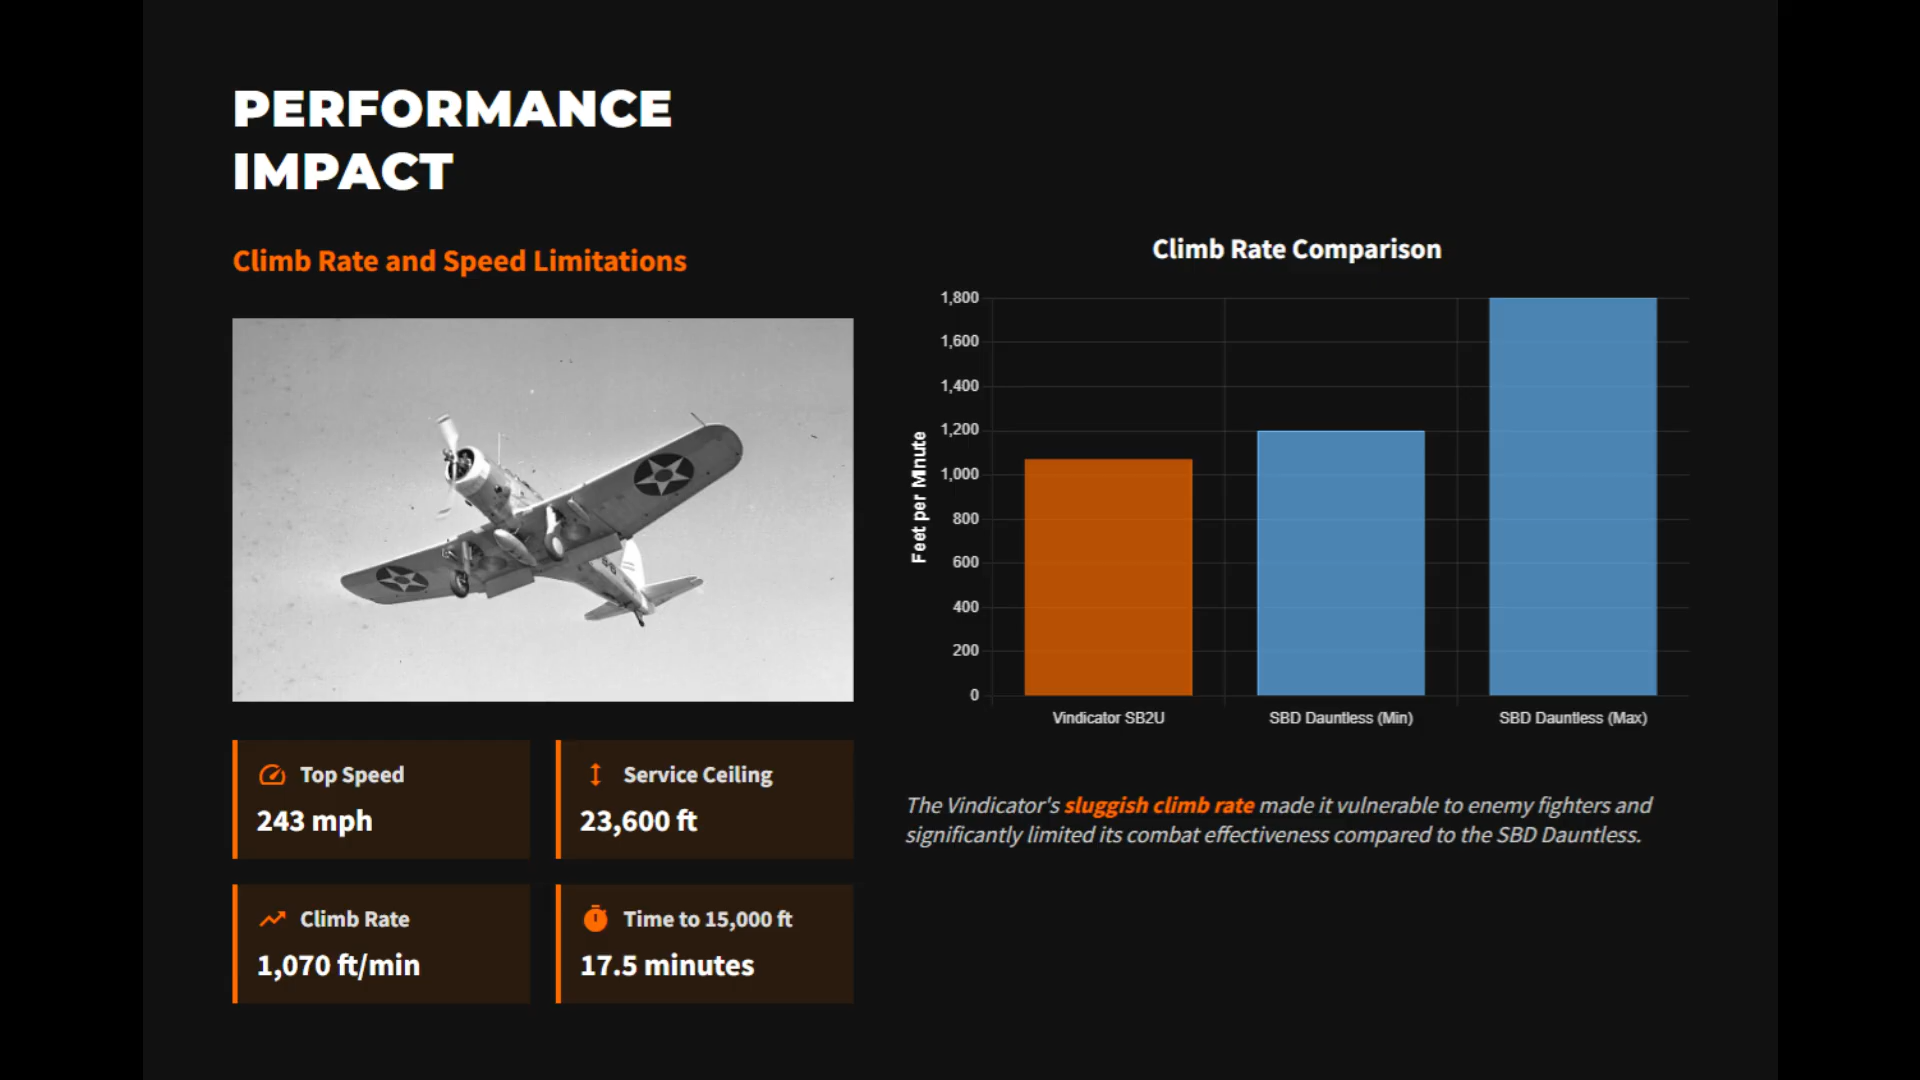 PERFORMANCE
IMPACT
Climb Rate and Speed Limitations
Top Speed
243 mph
Service Ceiling
23,600 ft
Climb Rate
1,070 ft/min
Time to 15,000 ft
17.5 minutes
Climb Rate Comparison
Feet per Minute
1,800
1,600
1,400
1,200
1,000
800
600
400
200
0
Vindicator SB2U
SBD Dauntless (Min)
SBD Dauntless (Max)
The Vindicator's sluggish climb rate made it vulnerable to enemy fighters and
significantly limited its combat effectiveness compared to the SBD Dauntless.